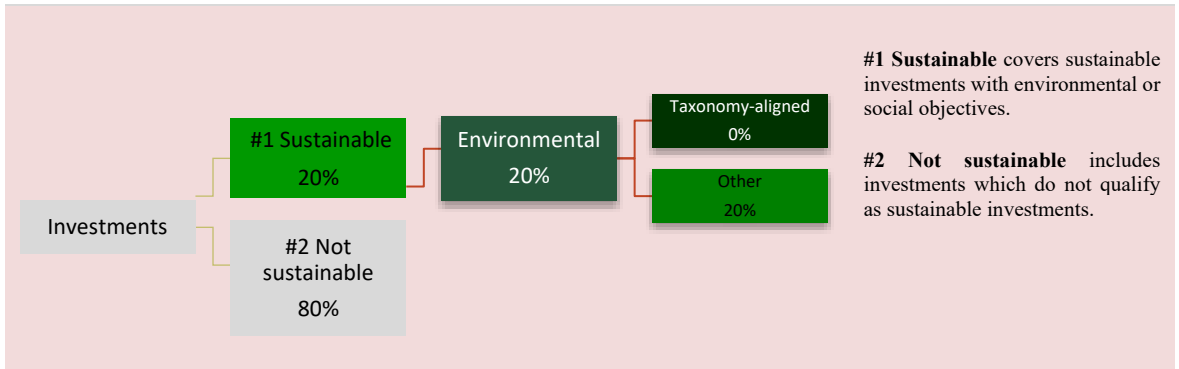 Investments
#1 Sustainable
20%
#2 Not
sustainable
80%
Environmental
20%
Taxonomy-aligned
0%
Other
20%
#1 Sustainable covers sustainable
investments with environmental or
social objectives.
#2 Not sustainable includes
investments which do not qualify
as sustainable investments.